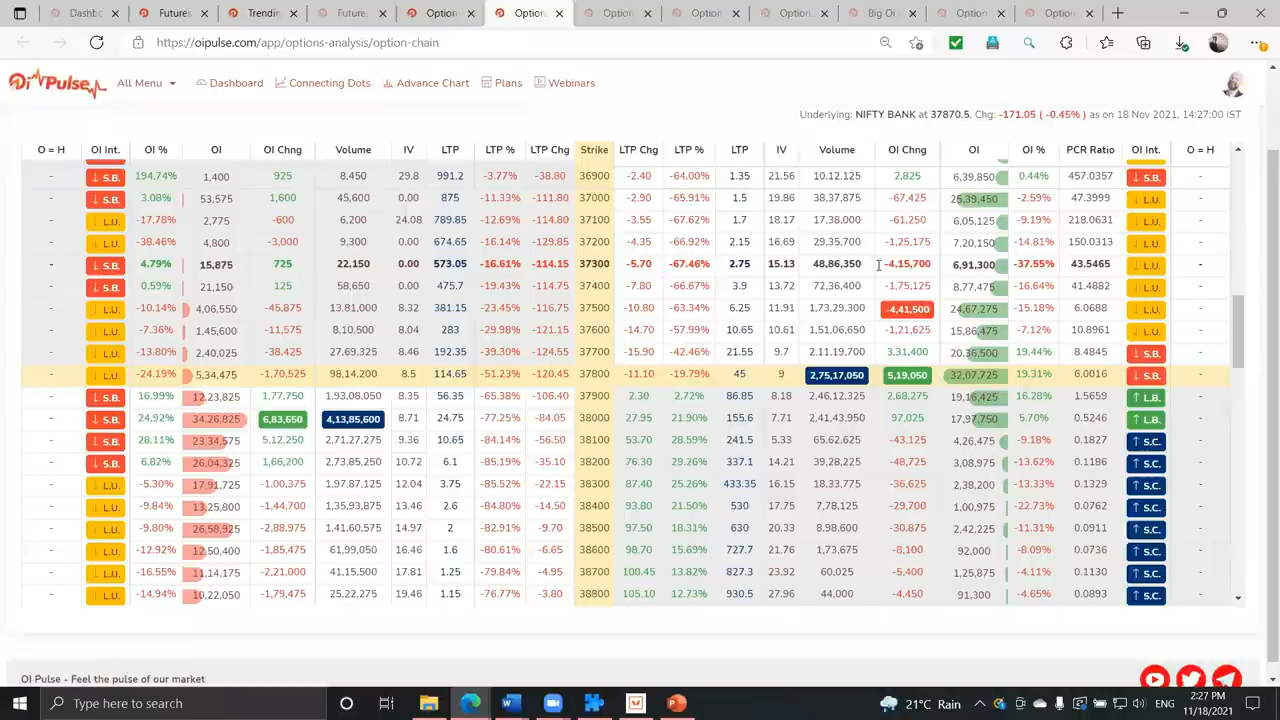 Dashb Futures Trendin Future: Option Option: Option Option: Option Big Oi Option Option
https://oipulse.com/app/options-analysis/option-chain
Oi Pulse All Menu Dashboard Connecting Dots Advance Chart Plans Webinars
Underlying: NIFTY BANK at 37870.5. Chg: -171.05 ( -0.45%) as on 18 Nov 2021, 14:27:00 IST
O = H OI Int. OI % OI OI Chng Volume IV LTP LTP % LTP Chg Strike LTP Chg LTP % LTP IV Volume OI Chng OI OI % PCR Ratio OI Int. O = H
- ↓ S.B. 194.74% 1,400 925 8,450 29.8 991.2 -3.77% -38.80 36900 -2.40 -64.00% 1.35 21.56 10,12,125 2,825 6,39,850 0.44% 457.0357 ↓ S.B. -
- ↓ S.B. 3.08% 53,575 1,600 45,600 0.00 875 -11.33% -111.80 37000 -2.90 -65.91% 1.5 19.86 38,37,875 -67,425 25,39,450 -2.59% 47.3999 ↓ L.U. -
- ↓ L.U. -17.78% 2,775 -600 6,200 24.08 789.85 -12.69% -114.80 37100 -3.55 -67.62% 1.7 18.17 17,38,000 -61,250 6,05,125 -9.19% 218.0631 ↓ L.U. -
- ↓ L.U. -38.46% 4,800 -3,000 9,300 0.00 674.65 -16.14% -129.85 37200 -4.35 -66.92% 2.15 16.69 29,35,700 -1,25,175 7,20,150 -14.81% 150.0313 ↓ L.U. -
- ↓ S.B. 4.79% 15,875 725 22,150 0.00 573.05 -16.61% -114.15 37300 -5.70 -67.46% 2.75 15.13 48,86,350 -4,15,700 6,91,300 -37.55% 43.5465 ↓ L.U. -
- ↓ S.B. 0.59% 21,150 125 58,650 0.00 475.7 -19.43% -114.75 37400 -7.80 -66.67% 3.9 13.72 72,36,400 -1,75,125 8,77,475 -16.64% 41.4882 ↓ L.U. -
- ↓ L.U. -10.14% 4,06,550 -45,875 13,81,000 8.32 381.15 -23.45% -116.75 37500 -10.80 -63.34% 6.25 11.91 1,73,29,300 -4,41,500 24,67,275 -15.18% 6.0688 ↓ L.U. -
- ↓ L.U. -7.36% 1,45,600 -11,575 8,10,500 8.04 283 -29.98% -121.15 37600 -14.70 -57.99% 10.65 10.61 1,51,06,650 -1,21,625 15,86,475 -7.12% 10.8961 ↓ L.U. -
- ↓ L.U. -13.80% 2,40,025 -38,425 27,69,325 8.46 192.35 -39.30% -124.55 37700 -15.90 -42.46% 21.55 9.7 2,11,19,700 3,31,400 20,36,500 19.44% 8.4845 ↓ S.B. -
- ↓ L.U. -24.19% 5,34,475 -1,70,525 98,14,200 8.5 114.65 -51.23% -120.45 37800 -11.10 -19.79% 45 9 2,75,17,050 5,19,050 32,07,725 19.31% 6.0016 ↓ S.B. -
- ↓ S.B. 16.99% 12,23,825 1,77,750 1,93,08,050 8.35 56.35 -65.38% -106.40 37900 2.30 2.72% 86.85 8.18 2,46,12,325 2,68,275 19,16,425 16.28% 1.5659 ↑ L.B. -
- ↓ S.B. 24.92% 34,26,825 6,83,650 4,13,85,600 8.71 24.75 -77.25% -84.05 38000 27.95 21.90% 155.6 7.71 2,41,43,950 97,025 17,97,750 5.70% 0.5246 ↑ L.B. -
- ↓ S.B. 28.11% 23,34,575 5,12,250 2,71,27,275 9.36 10.65 -84.14% -56.50 38100 53.70 28.59% 241.5 5.33 65,62,625 -43,125 4,26,475 -9.18% 0.1827 ↑ S.C. -
- ↓ S.B. 6.82% 26,04,325 1,66,200 2,73,85,250 10.72 6.1 -85.19% -35.10 38200 76.30 29.26% 337.1 14.21 39,28,225 -48,725 3,08,975 -13.62% 0.1186 ↑ S.C. -
- ↓ L.U. -5.30% 17,91,725 -1,00,375 1,97,87,125 12.04 3.75 -85.52% -22.15 38300 87.40 25.26% 433.35 16.15 8,33,775 -36,625 2,38,200 -13.33% 0.1329 ↑ S.C. -
- ↓ L.U. -9.84% 13,25,800 -1,44,700 1,35,93,875 13.46 2.6 -84.80% -14.50 38400 93.80 21.50% 530 17.75 7,78,125 -29,700 1,00,975 -22.73% 0.0762 ↑ S.C. -
- ↓ L.U. -9.80% 26,58,925 -2,88,975 1,41,60,575 14.97 2 -82.91% -9.70 38500 97.50 18.31% 630 20.33 8,98,600 -30,875 2,42,225 -11.31% 0.0911 ↑ S.C. -
- ↓ L.U. -12.92% 12,50,400 -1,85,475 61,99,050 16.46 1.6 -80.61% -6.65 38600 98.70 15.69% 727.7 21.76 1,73,675 -8,100 92,000 -8.09% 0.0736 ↑ S.C. -
- ↓ L.U. -16.55% 11,14,175 -2,21,000 41,15,500 17.81 1.25 -79.84% -4.95 38700 100.45 13.82% 827.3 60,025 -5,400 1,25,875 -4.11% 0.1130 ↑ S.C. -
- ↓ L.U. -14.94% 10,22,050 -1,79,475 25,22,275 19.46 1.15 -76.77% -3.80 38800 105.10 12.73% 930.5 27.96 44,000 -4,450 91,300 -4.65% 0.0893 ↑ S.C. -
OI Pulse - Feel the pulse of our market
Type here to search
21°C Rain ENG 2:27 PM
11/18/2021